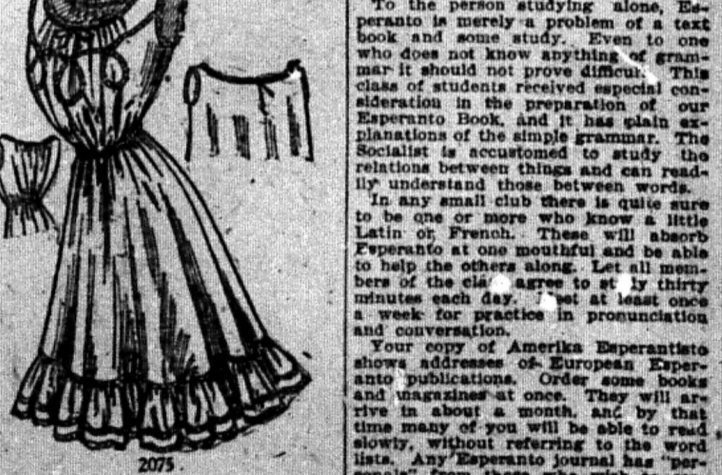 2075
To the person studying alone, Es-
peranto is merely a problem of a text
book and some study. Even to one
who does not know anything of gram-
mar it should not prove difficult. This
class of students received especial con-
sideration in the preparation of our
Esperanto Book, and it has plain ex-
planations of the simple grammar. The
Socialist is accustomed to study the
relations between things and can read-
ily understand those between words.
In any small club there is quite sure
to be one or more who know a little
Latin or French. These will absorb
Esperanto at one mouthful and be able
to help the others along. Let all mem-
bers of the agree to thirty
minutes each day. at least once
a week for practice in pronunciation
and conversation.
Your copy of Amerika Esperantisto
shows addresses of European Esper-
anto publications. Order some books
and magazines at once. They will ar-
rive in about a month, and by that
time many of you will be able to read
slowly, without referring to the word
lists. Any Esperanto journal has "per-